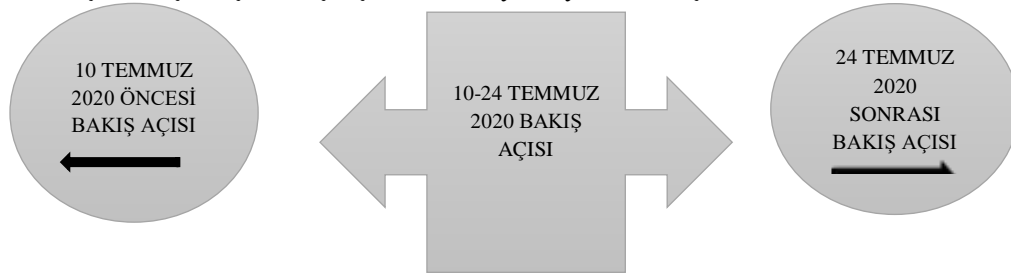 10 TEMMUZ
2020 ÖNCESİ
BAKIŞ AÇISI
10-24 TEMMUZ
2020 BAKIŞ
AÇISI
24 TEMMUZ
2020
SONRASI
BAKIŞ AÇISI